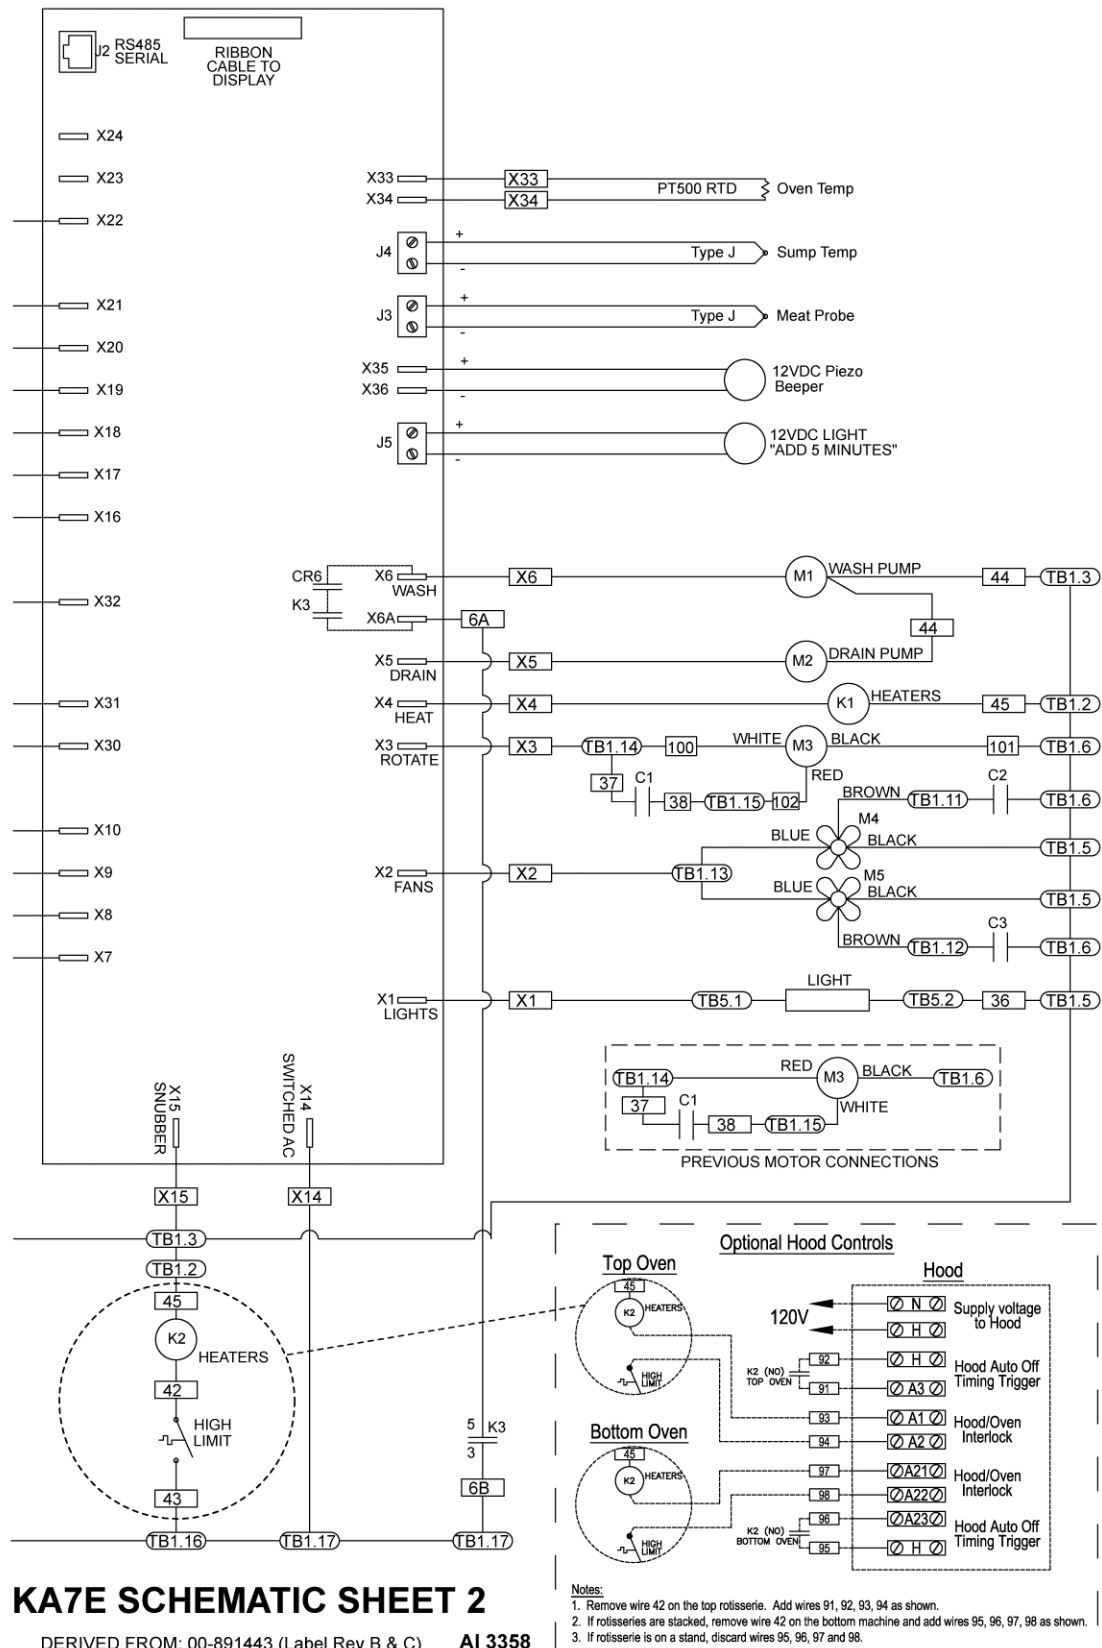 J2 RS485
SERIAL
RIBBON
CABLE TO
DISPLAY
X24
X23
X22
X21
X20
X19
X18
X17
X16
X32
X31
X30
X10
X9
X8
X7
X33 X33 PT500 RTD Oven Temp
X34 X34
J4 + Type J Sump Temp
-
J3 + Type J Meat Probe
-
X35 + 12VDC Piezo
X36 - Beeper
J5 + 12VDC LIGHT
- "ADD 5 MINUTES"
CR6 X6 X6 M1 WASH PUMP 44 TB1.3
WASH
K3 X6A 6A 44
X5 X5 M2 DRAIN PUMP
DRAIN
X4 X4 K1 HEATERS 45 TB1.2
HEAT
X3 X3 TB1.14 100 WHITE M3 BLACK 101 TB1.6
ROTATE
RED
37 C1 38 TB1.15 102
BROWN TB1.11 C2 TB1.6
M4
BLUE BLACK TB1.5
X2 X2 TB1.13
FANS
M5
BLUE BLACK TB1.5
BROWN TB1.12 C3 TB1.6
LIGHT
X1 X1 TB5.1 TB5.2 36 TB1.5
LIGHTS
TB1.14 RED M3 BLACK TB1.6
37 C1 38 TB1.15 WHITE
PREVIOUS MOTOR CONNECTIONS
X15
SNUBBER
X14
SWITCHED AC
X15 X14
TB1.3
TB1.2
45
K2
HEATERS
42
HIGH
LIMIT
43
5 K3
3
6B
TB1.16 TB1.17 TB1.17
Optional Hood Controls
Top Oven
45
K2 HEATERS
HIGH
LIMIT
Bottom Oven
45
K2 HEATERS
HIGH
LIMIT
Hood
120V
N Supply voltage
H to Hood
K2 (NO)
TOP OVEN
92 H Hood Auto Off
91 A3 Timing Trigger
93 A1 Hood/Oven
94 A2 Interlock
97 A21 Hood/Oven
98 A22 Interlock
K2 (NO)
BOTTOM OVEN
96 A23 Hood Auto Off
95 H Timing Trigger
Notes:
1. Remove wire 42 on the top rotisserie. Add wires 91, 92, 93, 94 as shown.
2. If rotisseries are stacked, remove wire 42 on the bottom machine and add wires 95, 96, 97, 98 as shown.
3. If rotisserie is on a stand, discard wires 95, 96, 97 and 98.
KA7E SCHEMATIC SHEET 2
DERIVED FROM: 00-891443 (Label Rev B & C) AI 3358